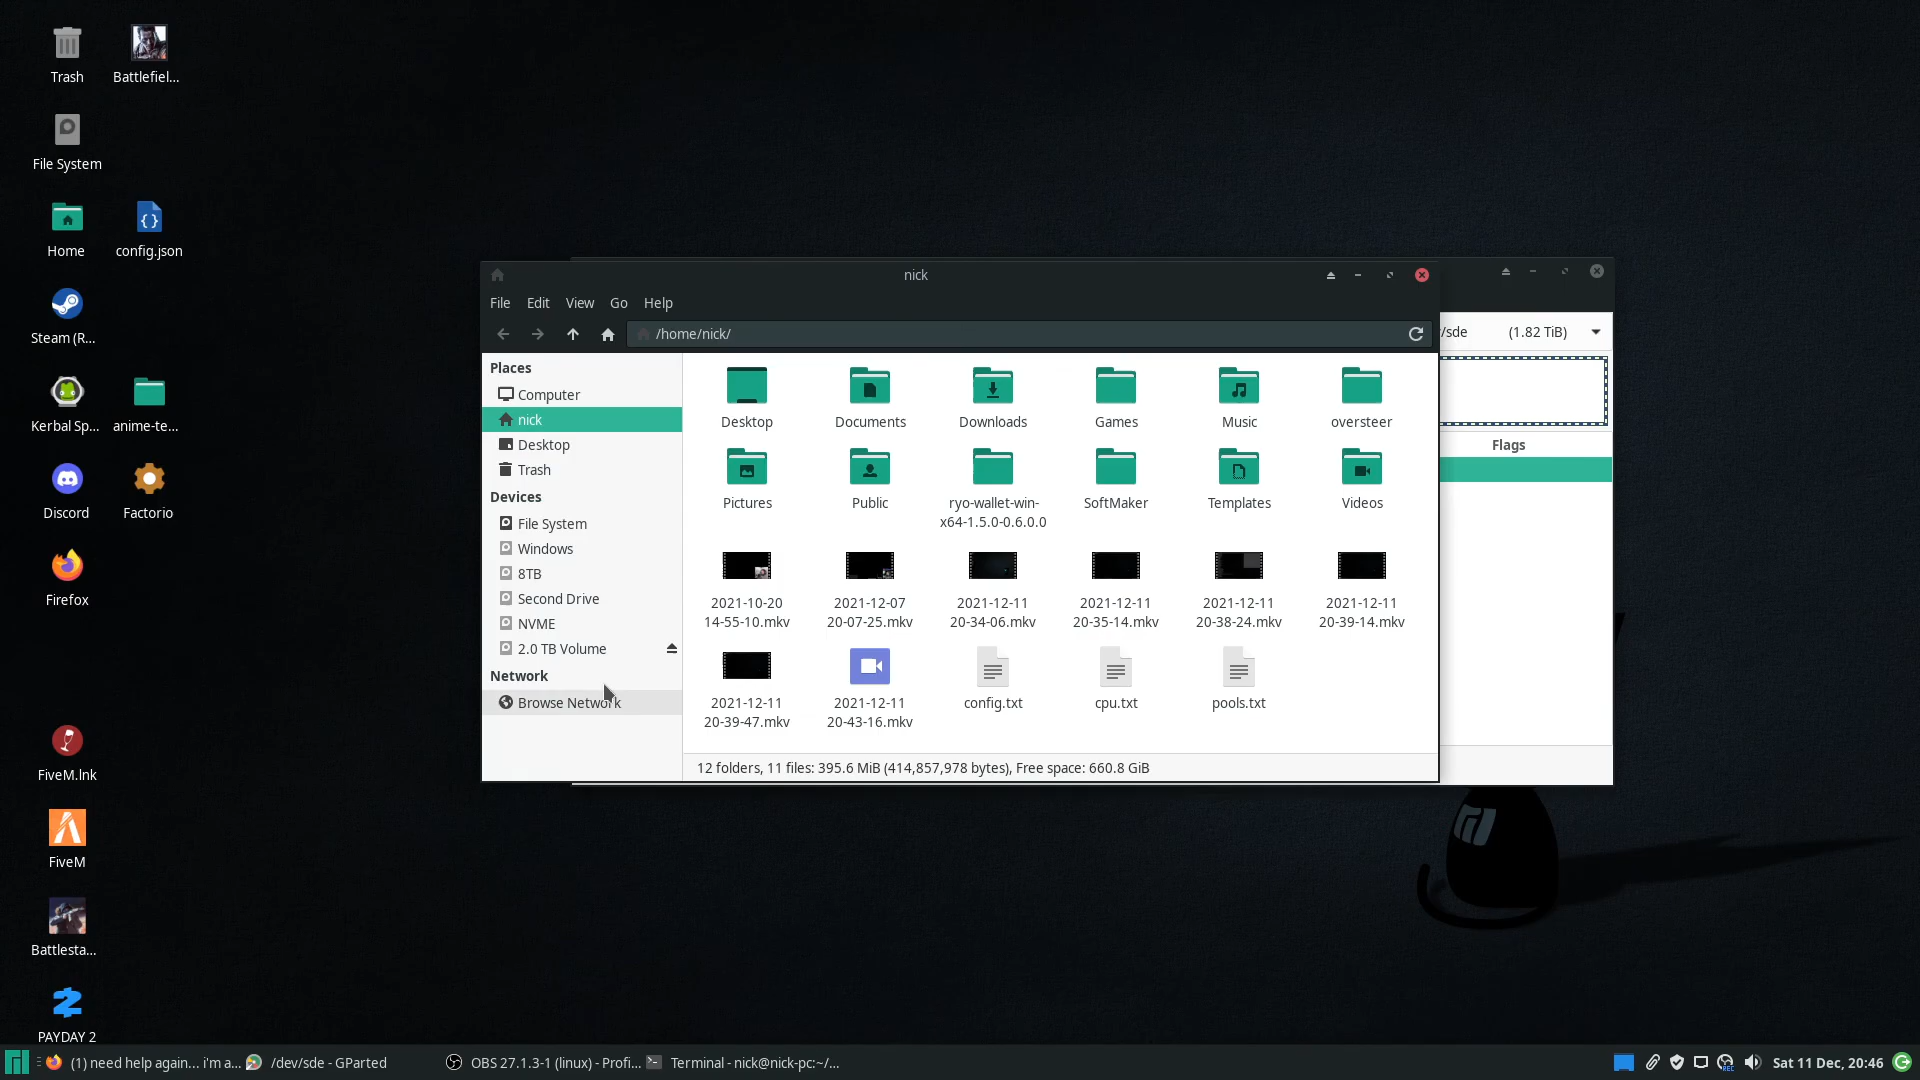 Trash
Battlefiel...
File System
Home
config.json
Steam (R...
Kerbal Sp...
anime-te...
Discord
Factorio
Firefox
FiveM.lnk
FiveM
Battlesta...
PAYDAY 2
nick
File Edit View Go Help
/home/nick/
Places
Computer
nick
Desktop
Trash
Devices
File System
Windows
8TB
Second Drive
NVME
2.0 TB Volume
Network
Browse Network
Desktop
Documents
Downloads
Games
Music
oversteer
Pictures
Public
ryo-wallet-win-
x64-1.5.0-0.6.0.0
SoftMaker
Templates
Videos
2021-10-20
14-55-10.mkv
2021-12-07
20-07-25.mkv
2021-12-11
20-34-06.mkv
2021-12-11
20-35-14.mkv
2021-12-11
20-38-24.mkv
2021-12-11
20-39-14.mkv
2021-12-11
20-39-47.mkv
2021-12-11
20-43-16.mkv
config.txt
cpu.txt
pools.txt
12 folders, 11 files: 395.6 MiB (414,857,978 bytes), Free space: 660.8 GiB
/sde (1.82 TiB)
Flags
(1) need help again... i'm a...
/dev/sde - GParted
OBS 27.1.3-1 (linux) - Profi...
Terminal - nick@nick-pc:~/...
REC
Sat 11 Dec, 20:46